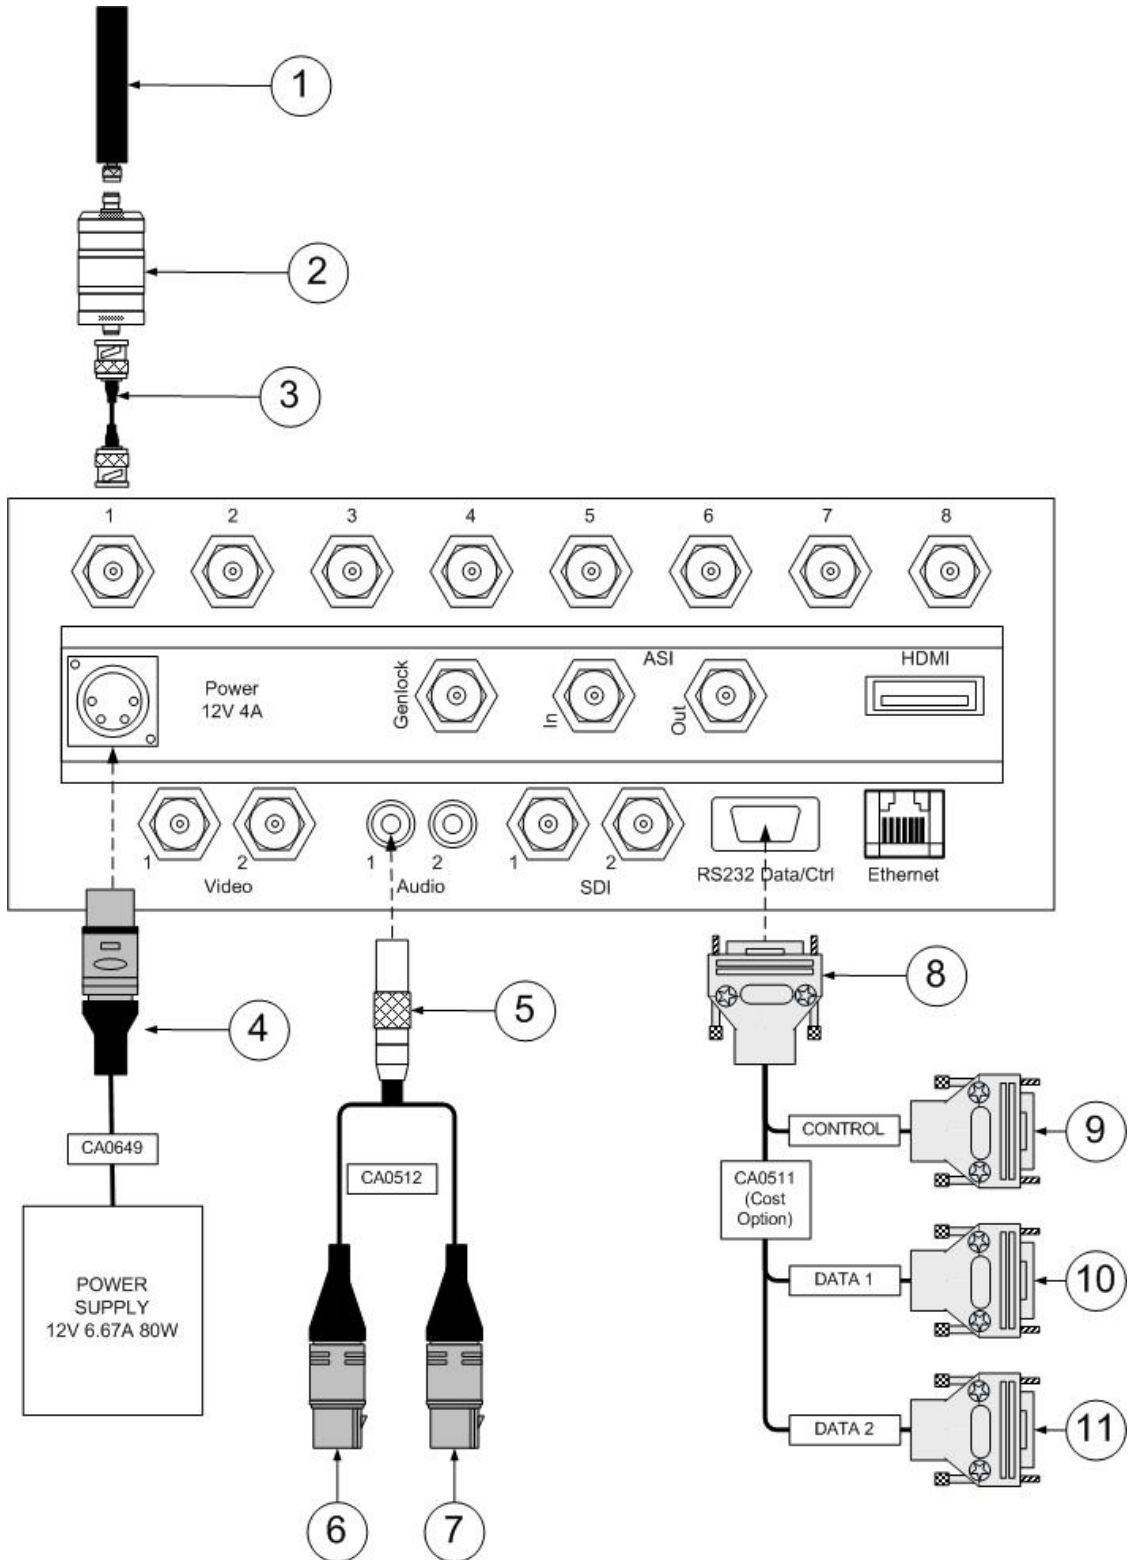 1
2
3
1 2 3 4 5 6 7 8
Power
12V 4A
Genlock
ASI
In
Out
HDMI
1 2
Video
1 2
Audio
1 2
SDI
RS232 Data/Ctrl
Ethernet
4
5
8
CA0649
POWER
SUPPLY
12V 6.67A 80W
CA0512
6
7
CONTROL
9
CA0511
(Cost
Option)
DATA 1
10
DATA 2
11